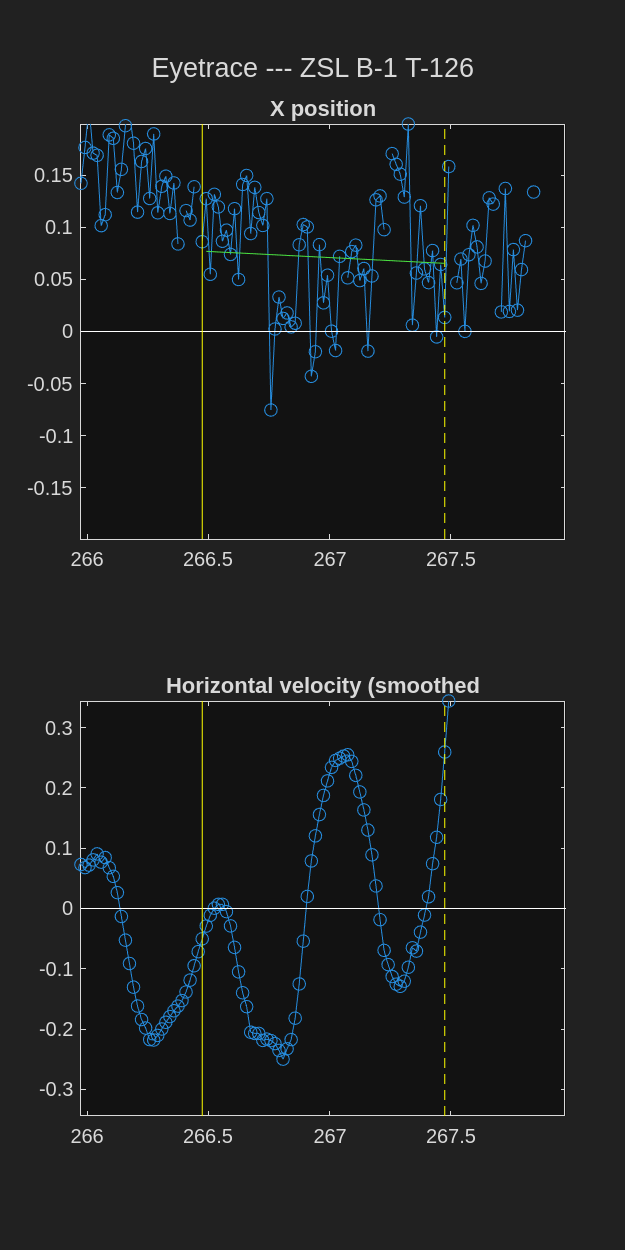 Eyetrace --- ZSL B-1 T-126
X position
0.15
0.1
0.05
0
-0.05
-0.1
-0.15
266 266.5 267 267.5
Horizontal velocity (smoothed
0.3
0.2
0.1
0
-0.1
-0.2
-0.3
266 266.5 267 267.5